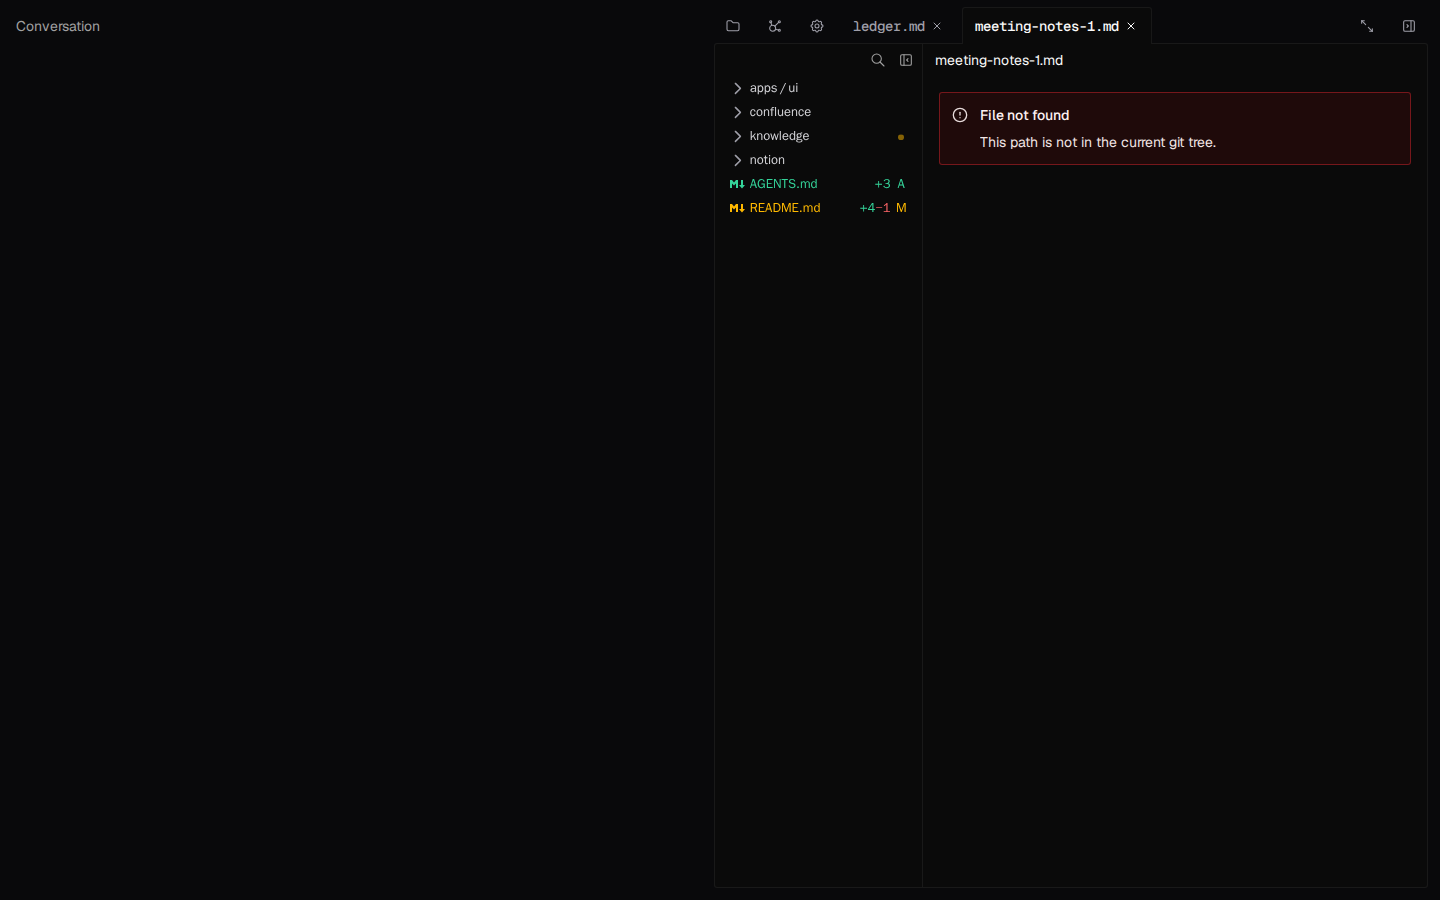 Conversation
ledger.md
meeting-notes-1.md
meeting-notes-1.md
apps / ui
confluence
knowledge
notion
AGENTS.md +3 A
README.md +4 −1 M
File not found
This path is not in the current git tree.